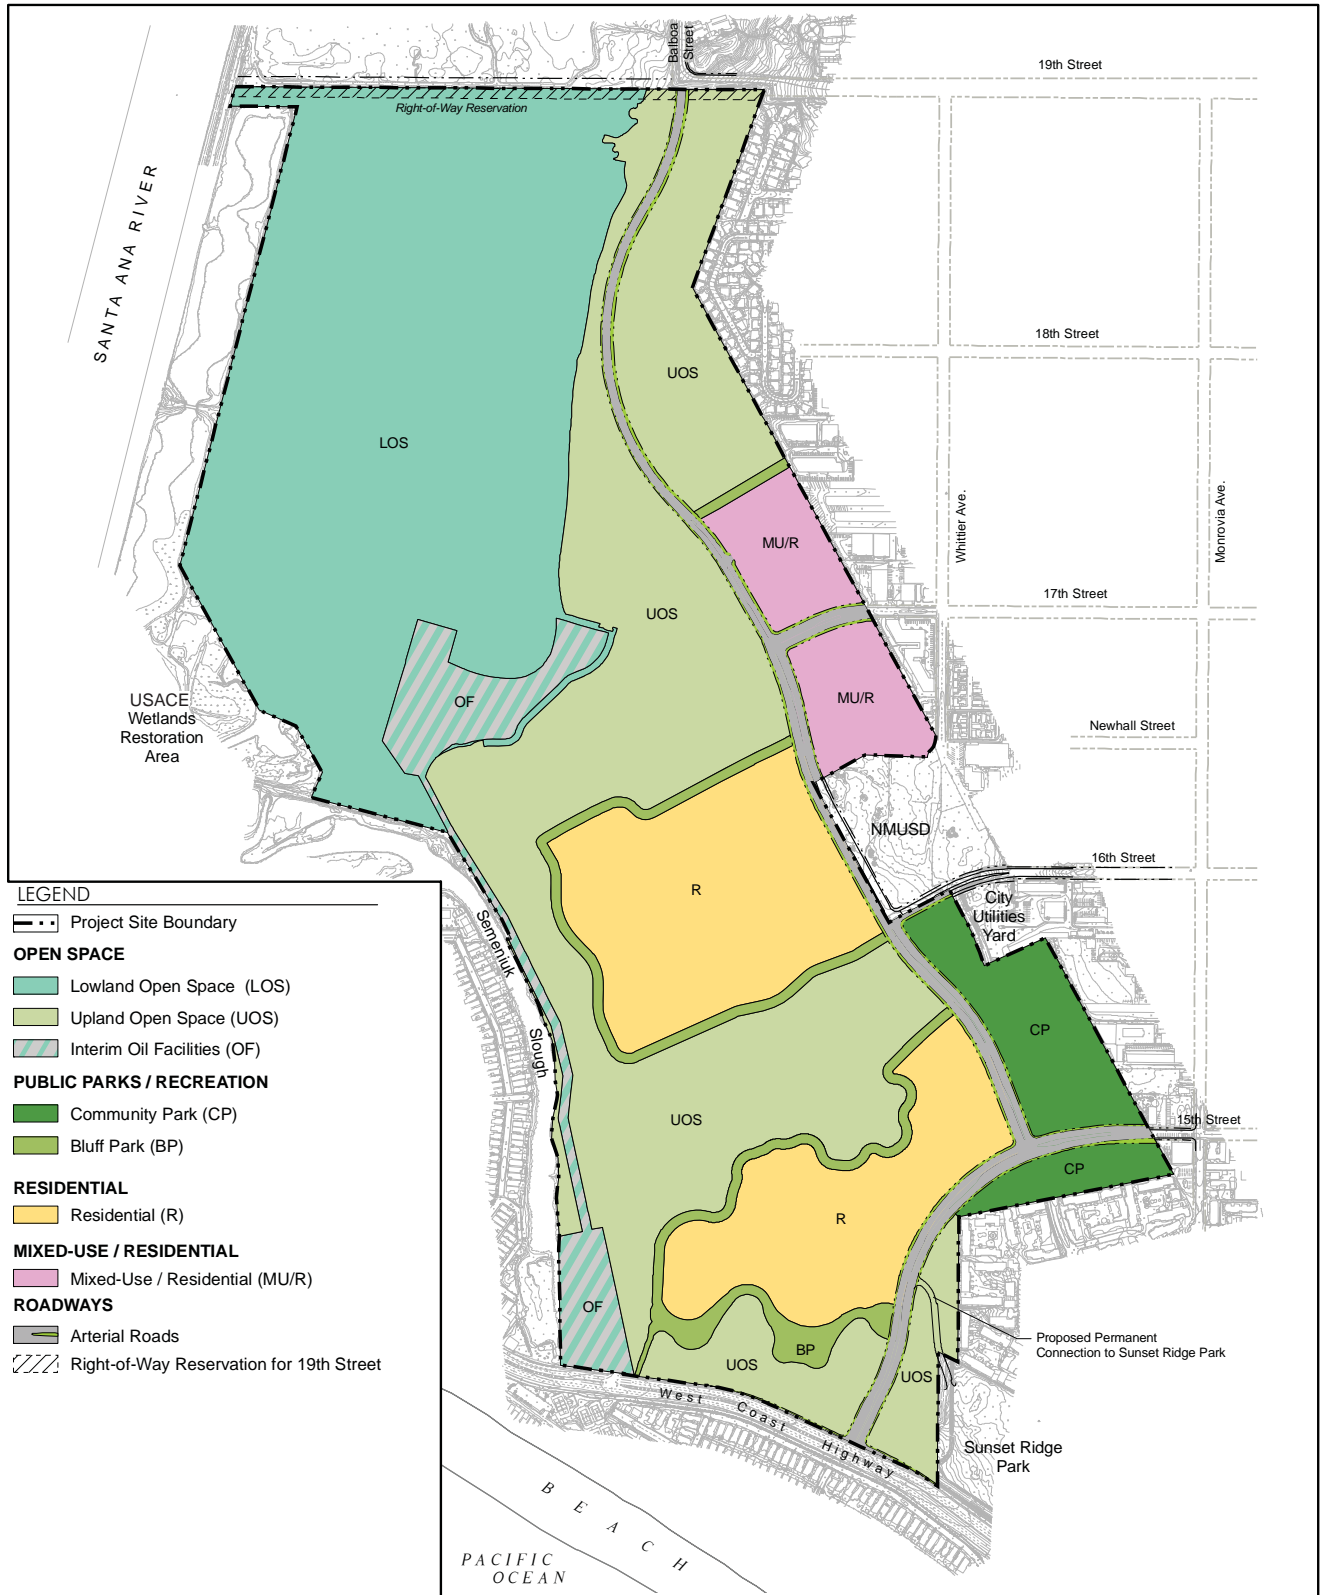 Balboa
Street
19th Street
Right-of-Way Reservation
SANTA ANA RIVER
18th Street
UOS
LOS
Whittier Ave.
Monrovia Ave.
MU/R
17th Street
UOS
OF
MU/R
USACE
Wetlands
Restoration
Area
Newhall Street
NMUSD
16th Street
R
City
Utilities
Yard
Semeniuk
Slough
CP
UOS
15th Street
CP
R
OF
Proposed Permanent
Connection to Sunset Ridge Park
BP
UOS
UOS
West Coast Highway
Sunset Ridge
Park
BEACH
PACIFIC
OCEAN
LEGEND
Project Site Boundary
OPEN SPACE
Lowland Open Space (LOS)
Upland Open Space (UOS)
Interim Oil Facilities (OF)
PUBLIC PARKS / RECREATION
Community Park (CP)
Bluff Park (BP)
RESIDENTIAL
Residential (R)
MIXED-USE / RESIDENTIAL
Mixed-Use / Residential (MU/R)
ROADWAYS
Arterial Roads
Right-of-Way Reservation for 19th Street